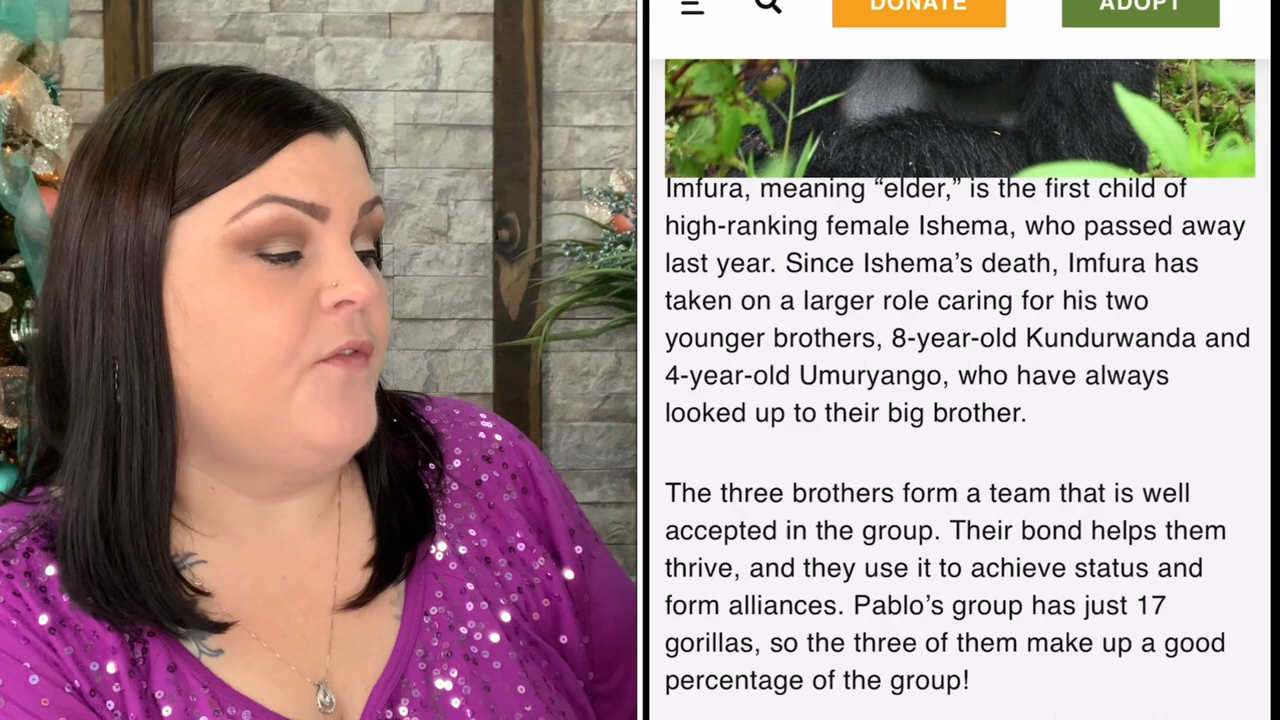 DONATE
ADOPT
Imfura, meaning “elder,” is the first child of
high-ranking female Ishema, who passed away
last year. Since Ishema’s death, Imfura has
taken on a larger role caring for his two
younger brothers, 8-year-old Kundurwanda and
4-year-old Umuryango, who have always
looked up to their big brother.
The three brothers form a team that is well
accepted in the group. Their bond helps them
thrive, and they use it to achieve status and
form alliances. Pablo’s group has just 17
gorillas, so the three of them make up a good
percentage of the group!